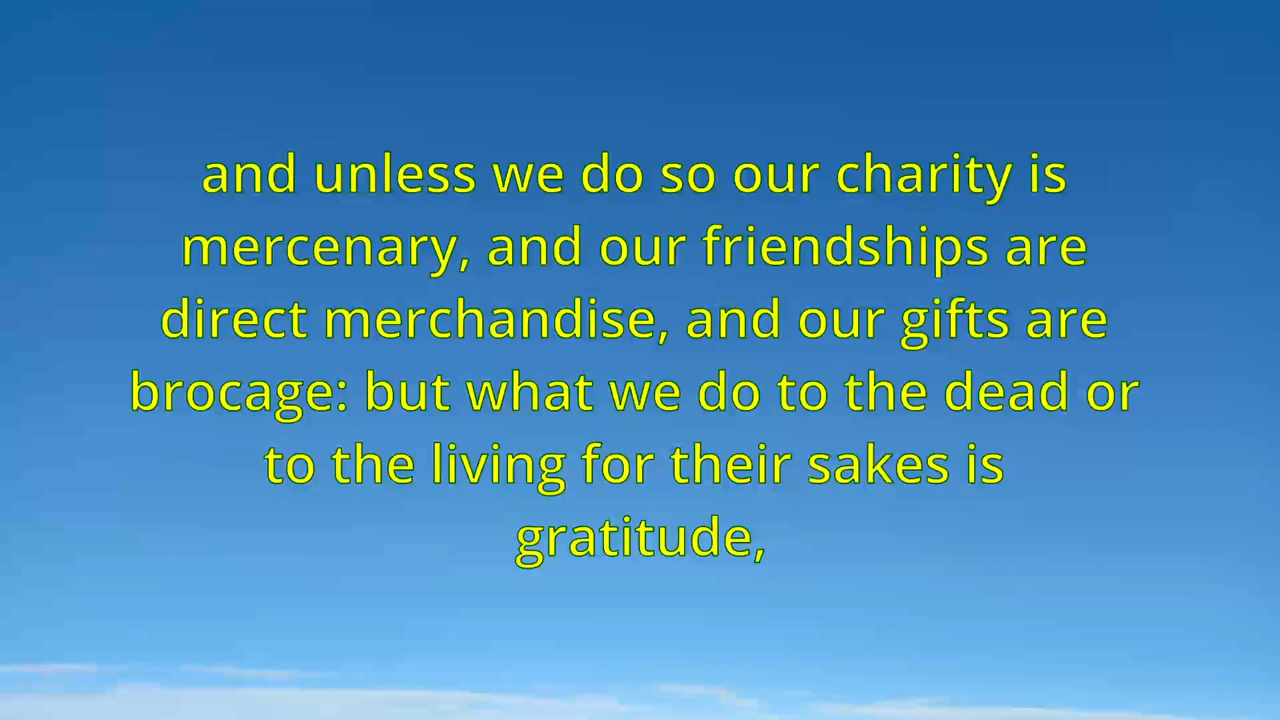 and unless we do so our charity is
mercenary, and our friendships are
direct merchandise, and our gifts are
brocage: but what we do to the dead or
to the living for their sakes is
gratitude,